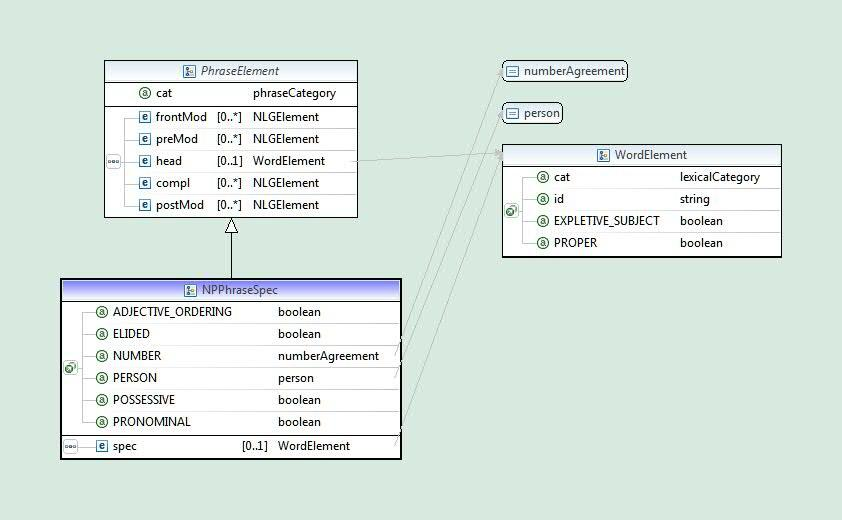 PhraseElement
cat phraseCategory
frontMod [0..*] NLGElement
preMod [0..*] NLGElement
head [0..1] WordElement
compl [0..*] NLGElement
postMod [0..*] NLGElement
numberAgreement
person
WordElement
cat lexicalCategory
id string
EXPLETIVE_SUBJECT boolean
PROPER boolean
NPPhraseSpec
ADJECTIVE_ORDERING boolean
ELIDED boolean
NUMBER numberAgreement
PERSON person
POSSESSIVE boolean
PRONOMINAL boolean
spec [0..1] WordElement